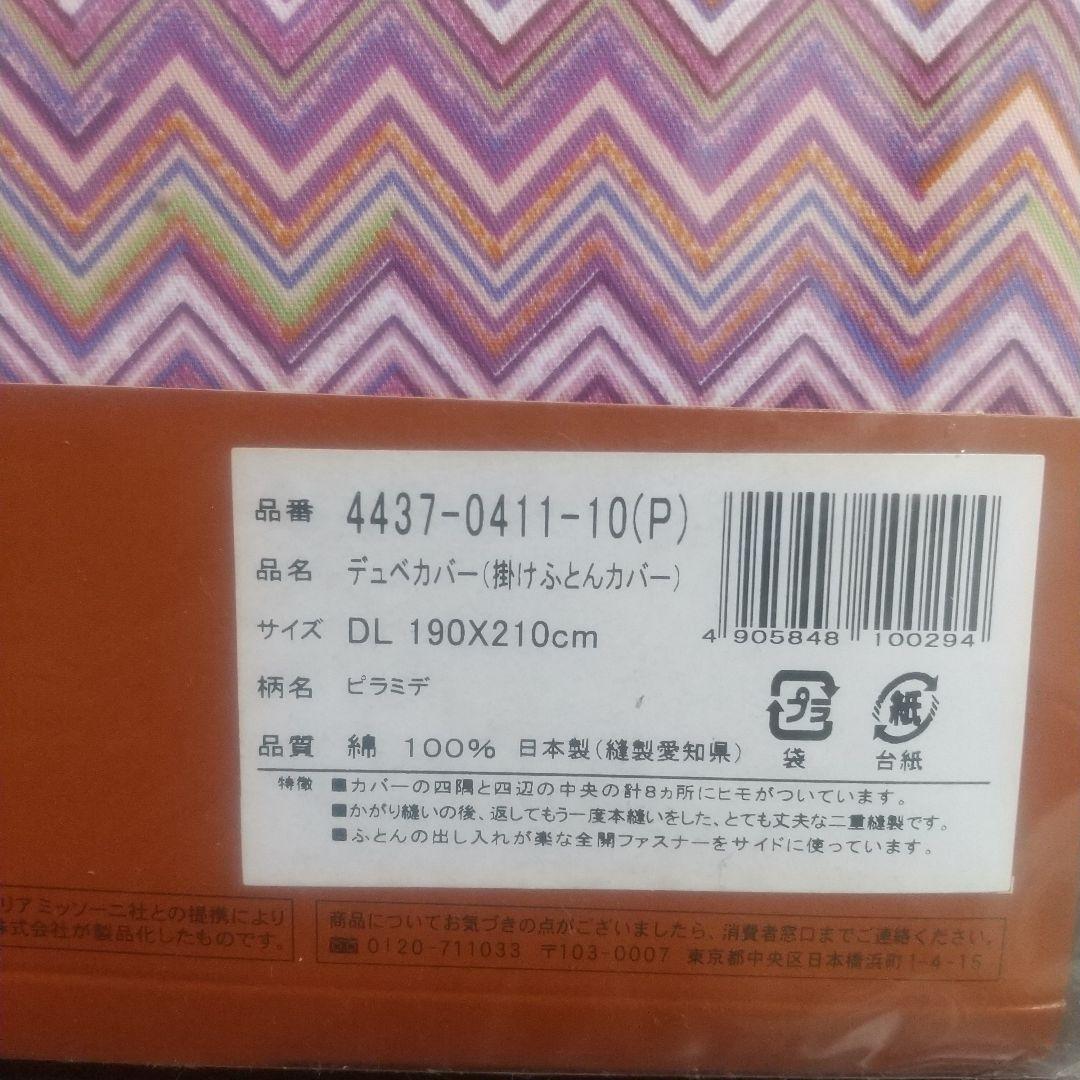 品番 4437-0411-10(P)
品名 デュベカバー(掛けふとんカバー)
サイズ DL 190X210cm
柄名 ピラミデ
品質 綿 100% 日本製(縫製愛知県)
4 905848 100294
プラ 紙
袋 台紙
特徴 ■カバーの四隅と四辺の中央の計8ヵ所にヒモがついています。
■かがり縫いの後、返してもう一度本縫いをした、とても丈夫な二重縫製です。
■ふとんの出し入れが楽な全開ファスナーをサイドに使っています。
リア ミッソーニ社との提携により
株式会社が製品化したものです。
商品についてお気づきの点がございましたら、消費者窓口までご連絡ください。
0120-711033 〒103-0007 東京都中央区日本橋浜町1-4-15